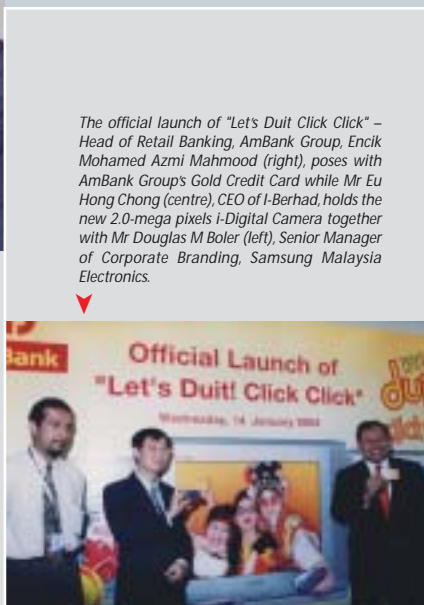 The official launch of "Let's Duit Click Click" –
Head of Retail Banking, AmBank Group, Encik
Mohamed Azmi Mahmood (right), poses with
AmBank Group's Gold Credit Card while Mr Eu
Hong Chong (centre), CEO of I-Berhad, holds the
new 2.0-mega pixels i-Digital Camera together
with Mr Douglas M Boler (left), Senior Manager
of Corporate Branding, Samsung Malaysia
Electronics.
Bank
Official Launch of
"Let's Duit! Click Click"
Wednesday, 14 January 2004